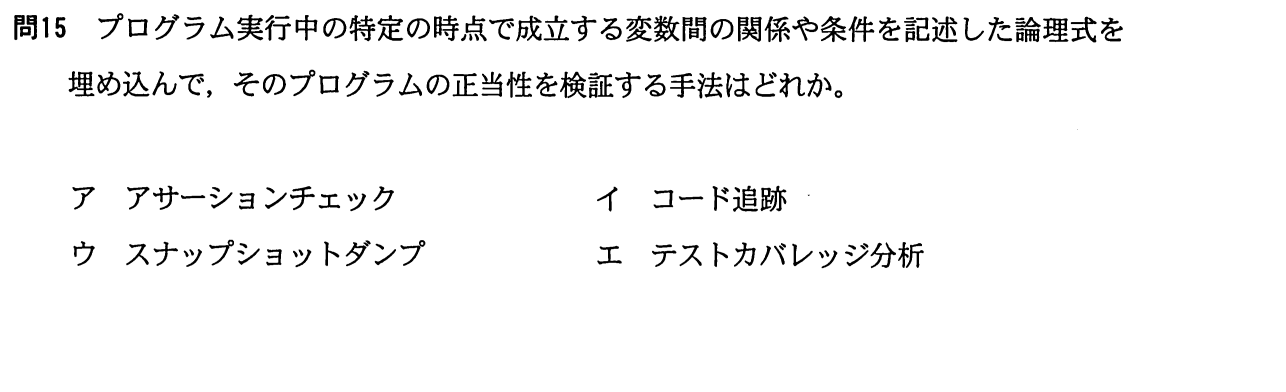 問15 プログラム実行中の特定の時点で成立する変数間の関係や条件を記述した論理式を
埋め込んで，そのプログラムの正当性を検証する手法はどれか。
ア アサーションチェック イ コード追跡
ウ スナップショットダンプ エ テストカバレッジ分析